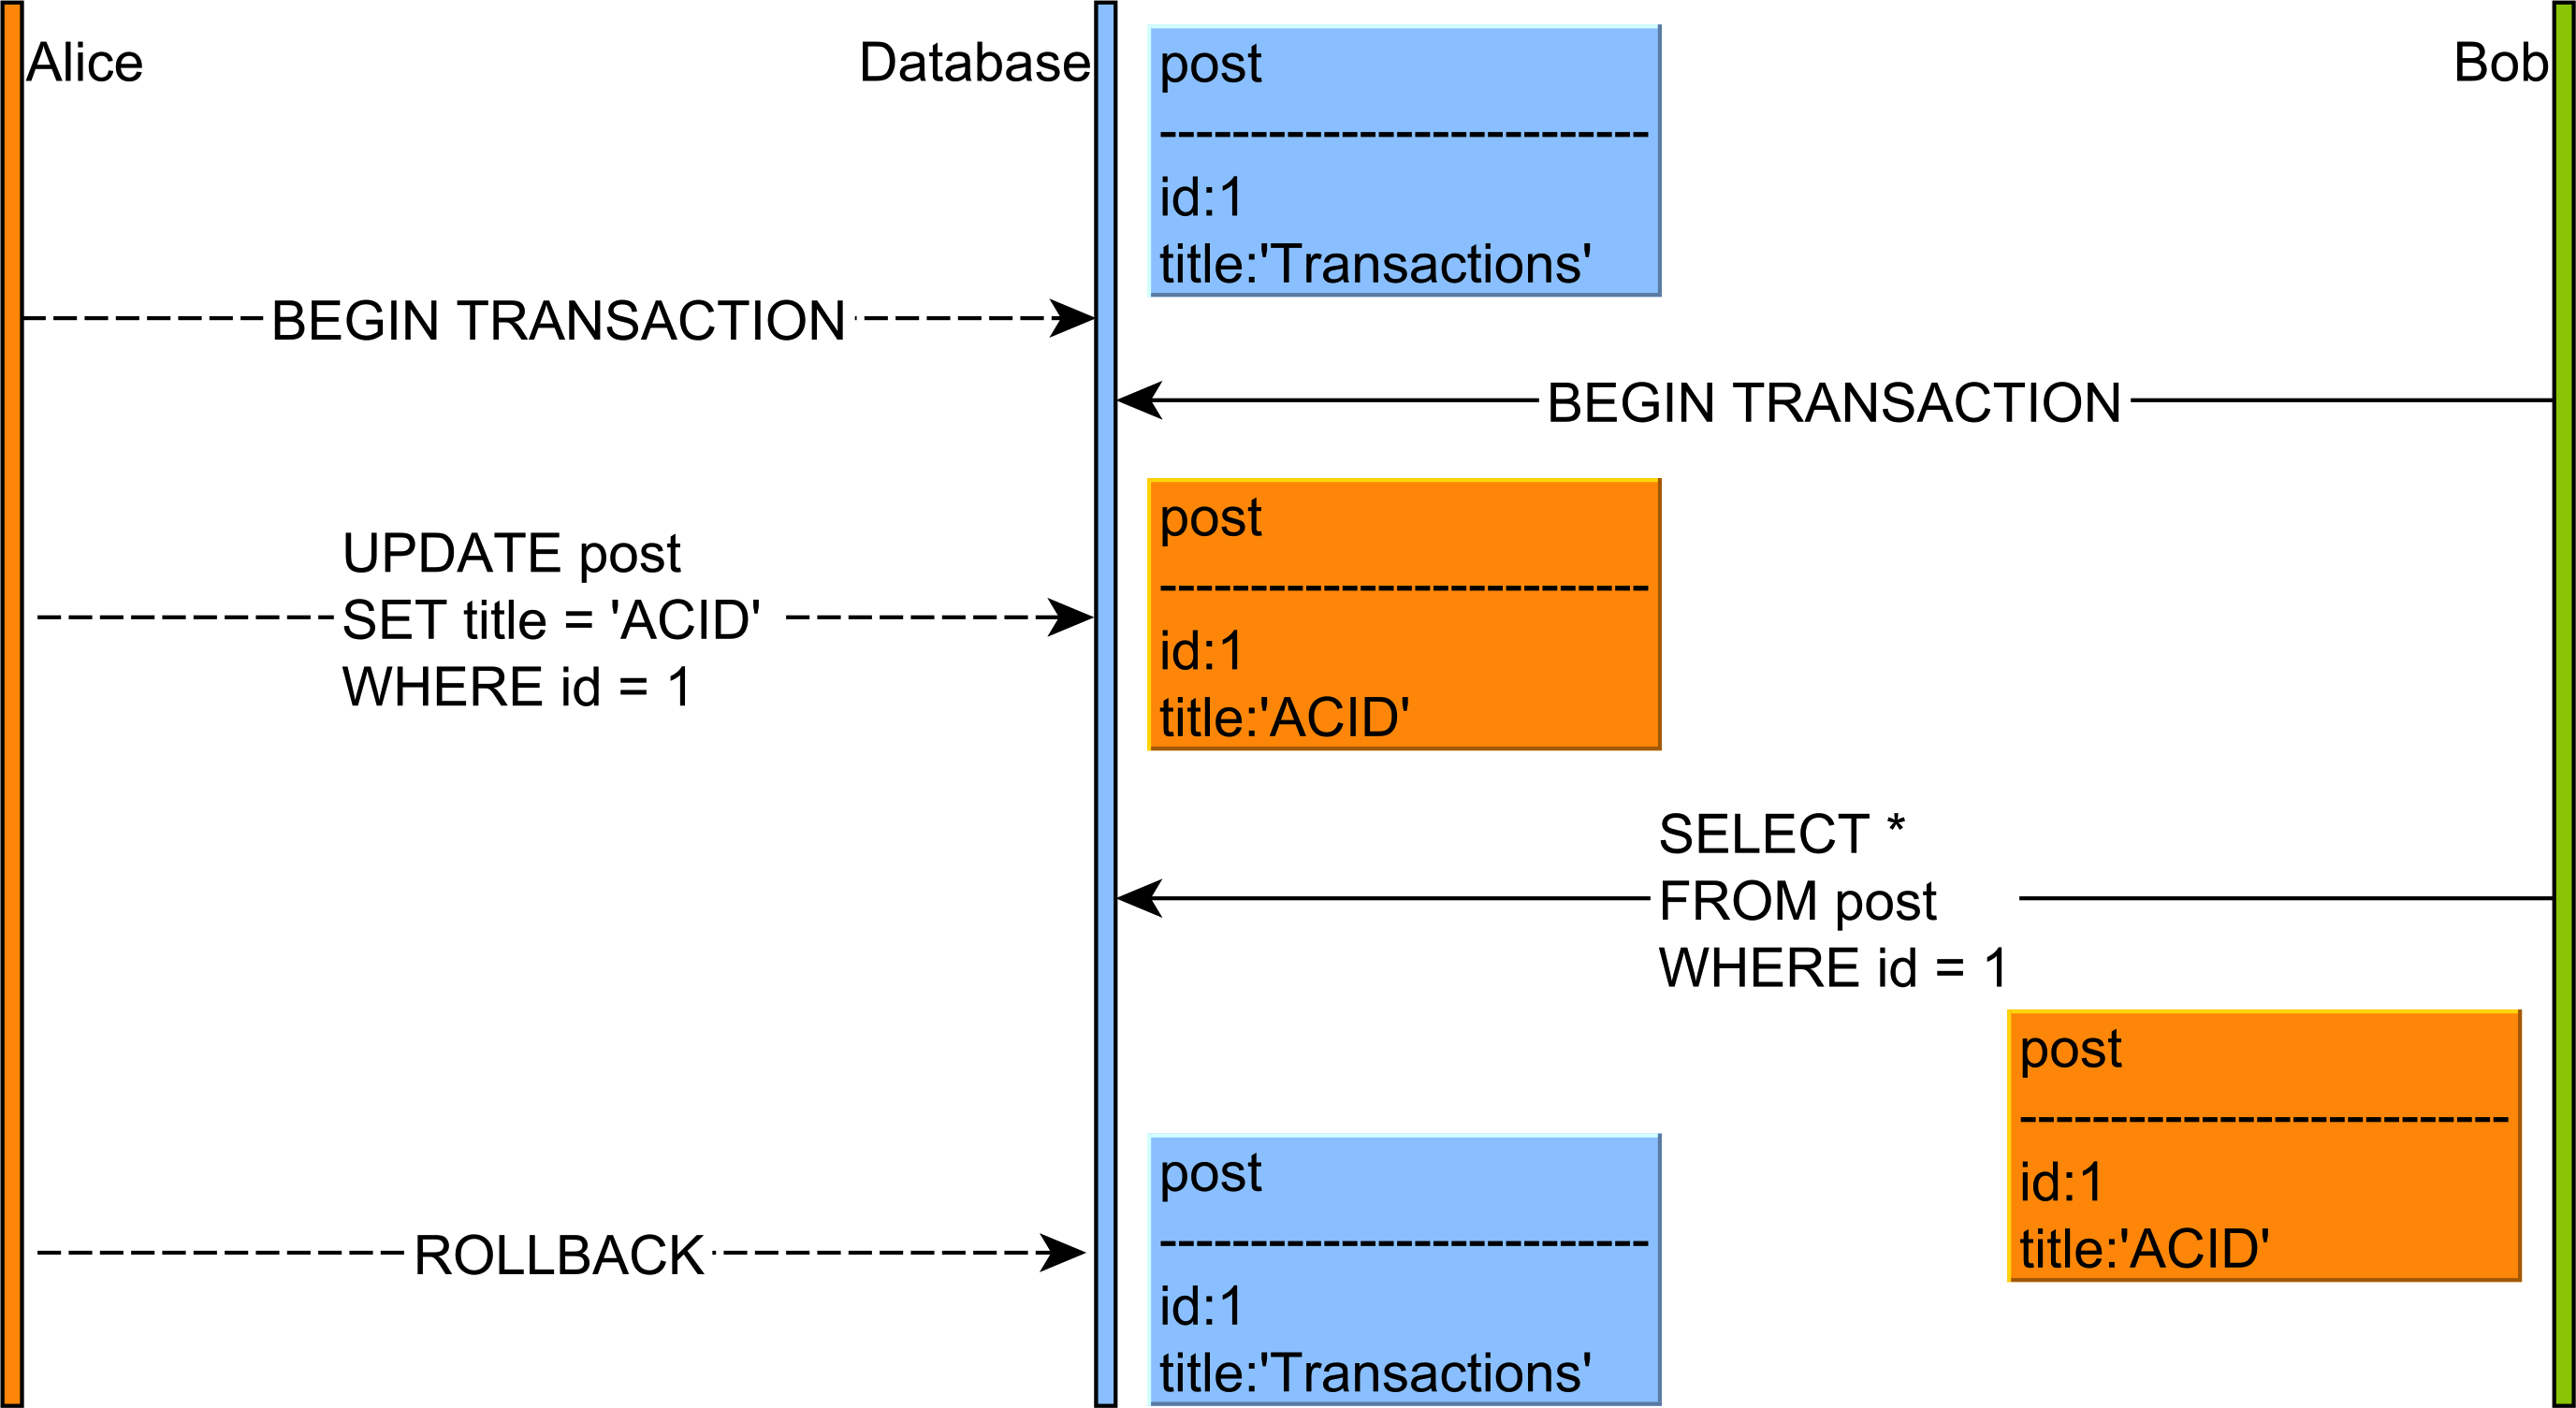 Alice
Database
Bob
post
---------------------------
id:1
title:'Transactions'
BEGIN TRANSACTION
BEGIN TRANSACTION
UPDATE post
SET title = 'ACID'
WHERE id = 1
post
---------------------------
id:1
title:'ACID'
SELECT *
FROM post
WHERE id = 1
post
---------------------------
id:1
title:'ACID'
ROLLBACK
post
---------------------------
id:1
title:'Transactions'